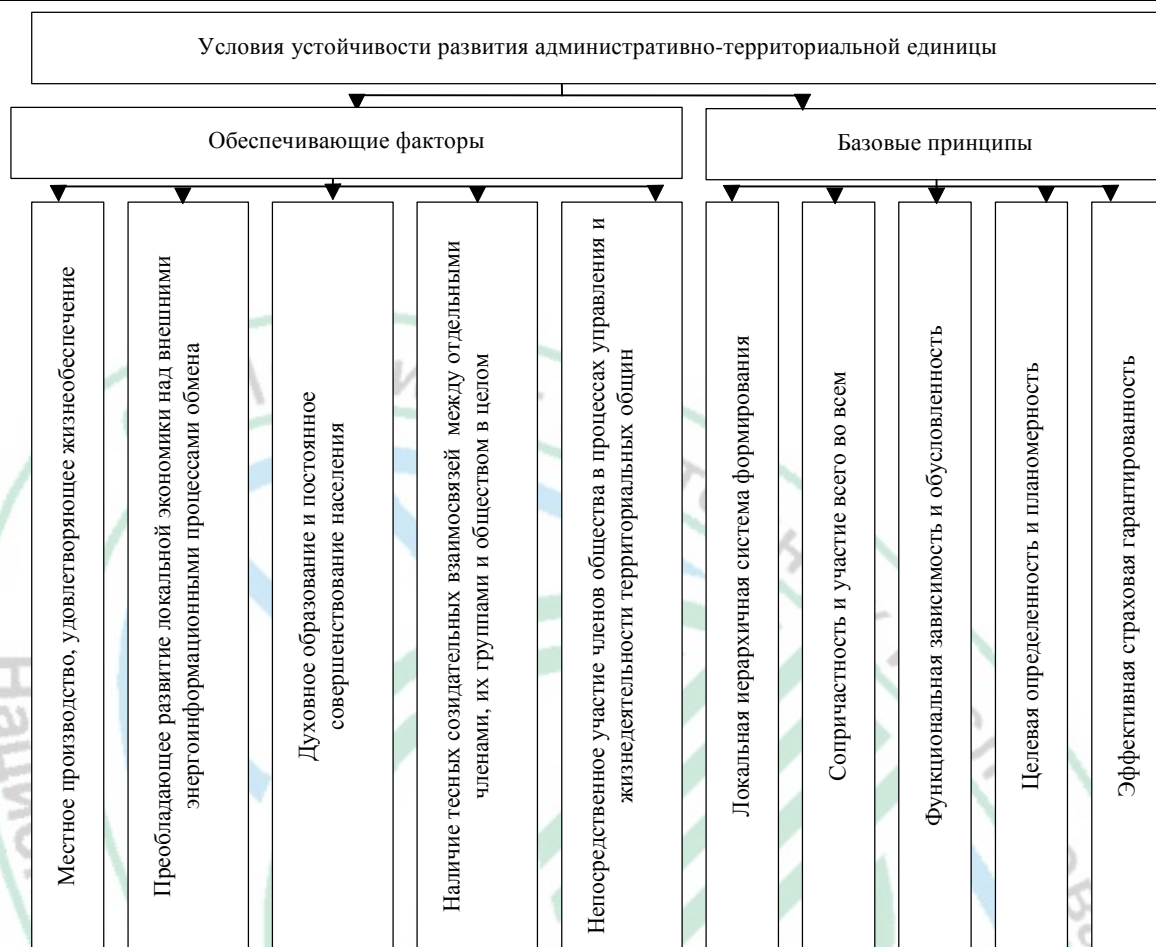 Условия устойчивости развития административно-территориальной единицы
Обеспечивающие факторы
Базовые принципы
Местное производство, удовлетворяющее жизнеобеспечение
Преобладающее развитие локальной экономики над внешними
энергоинформационными процессами обмена
Духовное образование и постоянное
совершенствование населения
Наличие тесных созидательных взаимосвязей между отдельными
членами, их группами и обществом в целом
Непосредственное участие членов общества в процессах управления и
жизнедеятельности территориальных общин
Локальная иерархичная система формирования
Сопричастность и участие всего во всем
Функциональная зависимость и обусловленность
Целевая определенность и планомерность
Эффективная страховая гарантированность